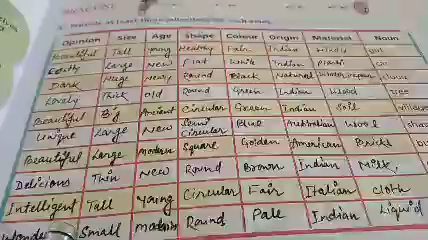 Opinion Size Age Shape Colour Origin Material Noun
Beautiful Tall young Healthy Fair Indian
Large New Flat White Indian Plastic
Dark Huge Newly Round Black Natural
Lovely Thick Old Round Green Indian Wood tree
Beautiful Big Ancient Circular Green Indian Soil village
Unique Large New Semi Circular Blue Australian Wool
Beautiful Large modern Square Golden American Bricks
Delicious Thin New Round Brown Indian Milk
Intelligent Tall Young Circular Fair Italian Cloth
Small modern Round Pale Indian Liquid